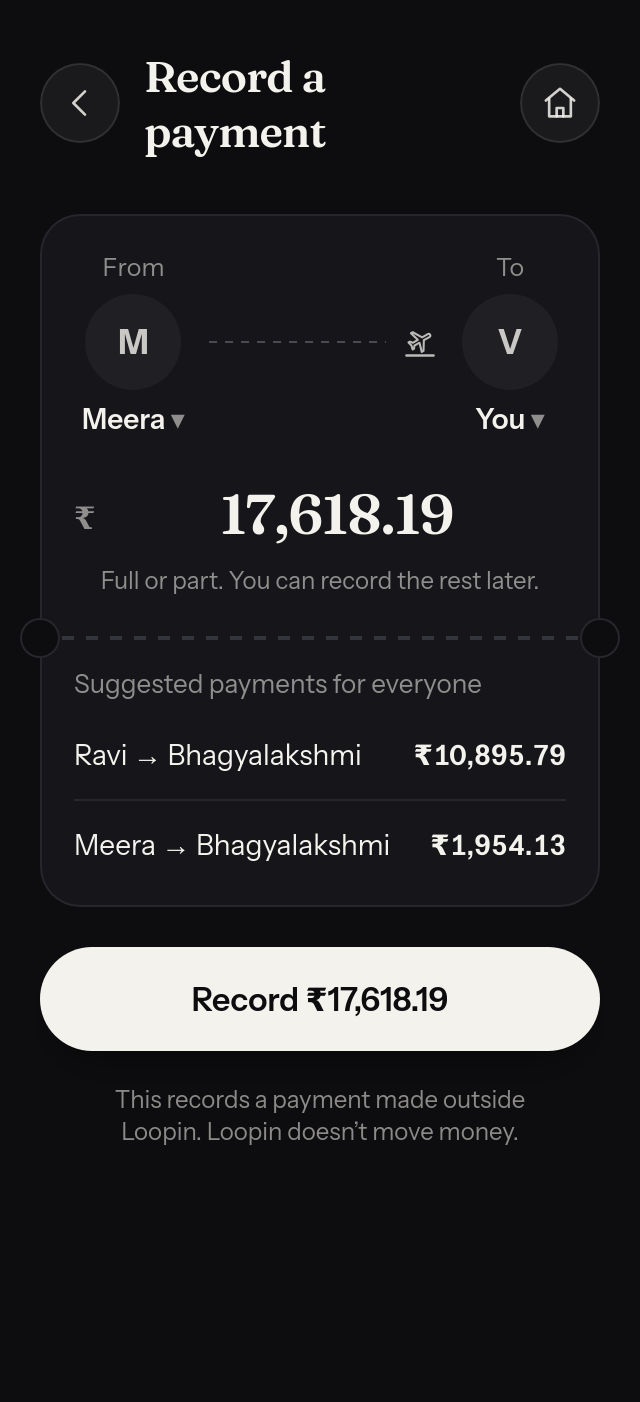 Record a
payment
From
To
M
V
Meera ▾
You ▾
₹ 17,618.19
Full or part. You can record the rest later.
Suggested payments for everyone
Ravi → Bhagyalakshmi ₹10,895.79
Meera → Bhagyalakshmi ₹1,954.13
Record ₹17,618.19
This records a payment made outside
Loopin. Loopin doesn’t move money.